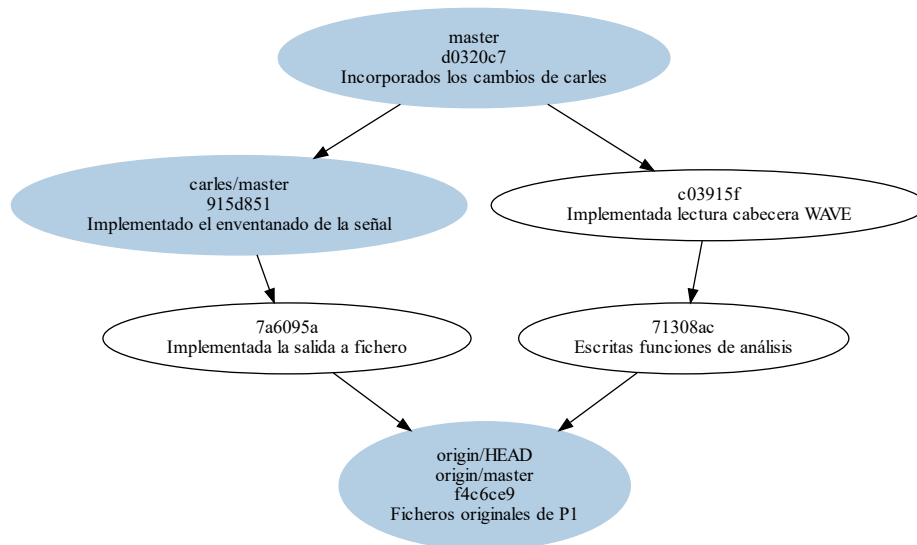 master
d0320c7
Incorporados los cambios de carles
carles/master
915d851
Implementado el enventanado de la señal
c03915f
Implementada lectura cabecera WAVE
7a6095a
Implementada la salida a fichero
71308ac
Escritas funciones de análisis
origin/HEAD
origin/master
f4c6ce9
Ficheros originales de P1